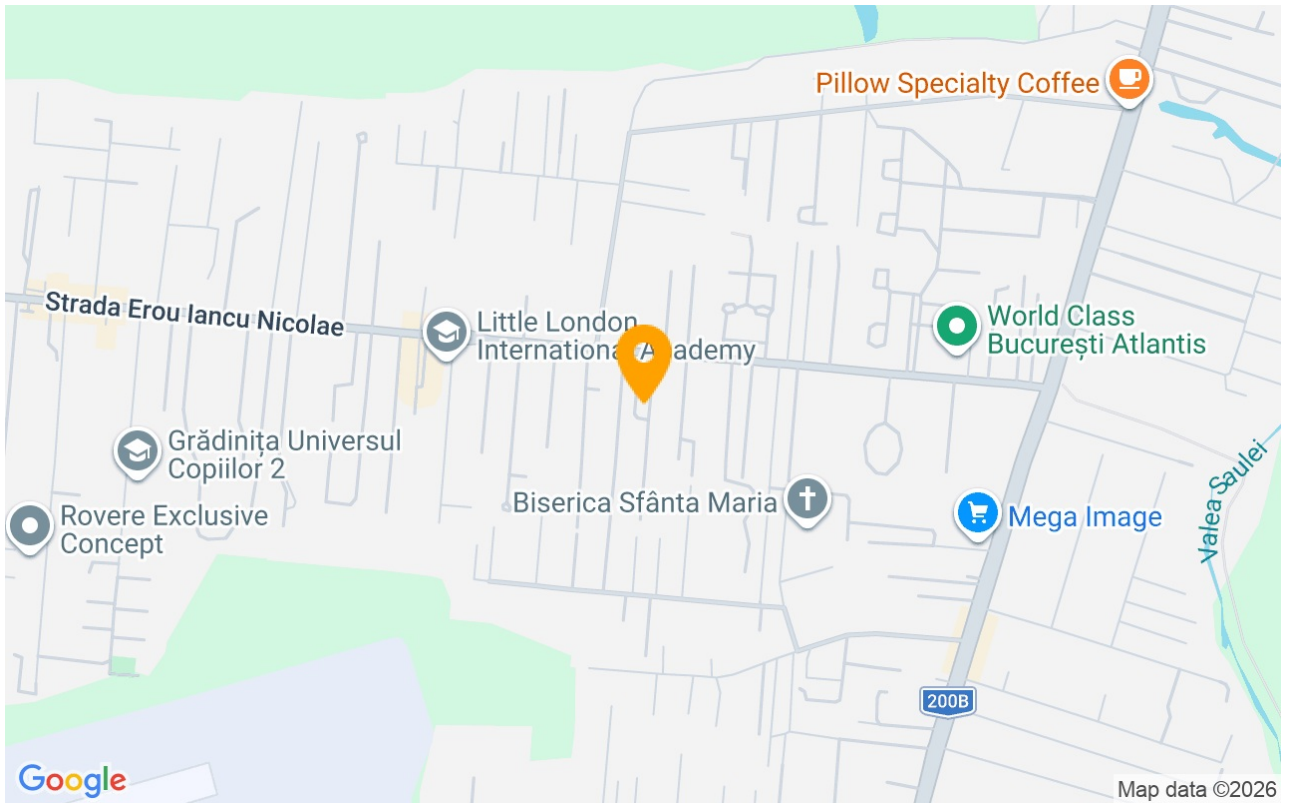 Pillow Specialty Coffee
Strada Erou Iancu Nicolae
Little London
International Academy
World Class
București Atlantis
Grădinița Universul
Copiilor 2
Biserica Sfânta Maria
Rovere Exclusive
Concept
Mega Image
Valea Saulei
200B
Google
Map data ©2026